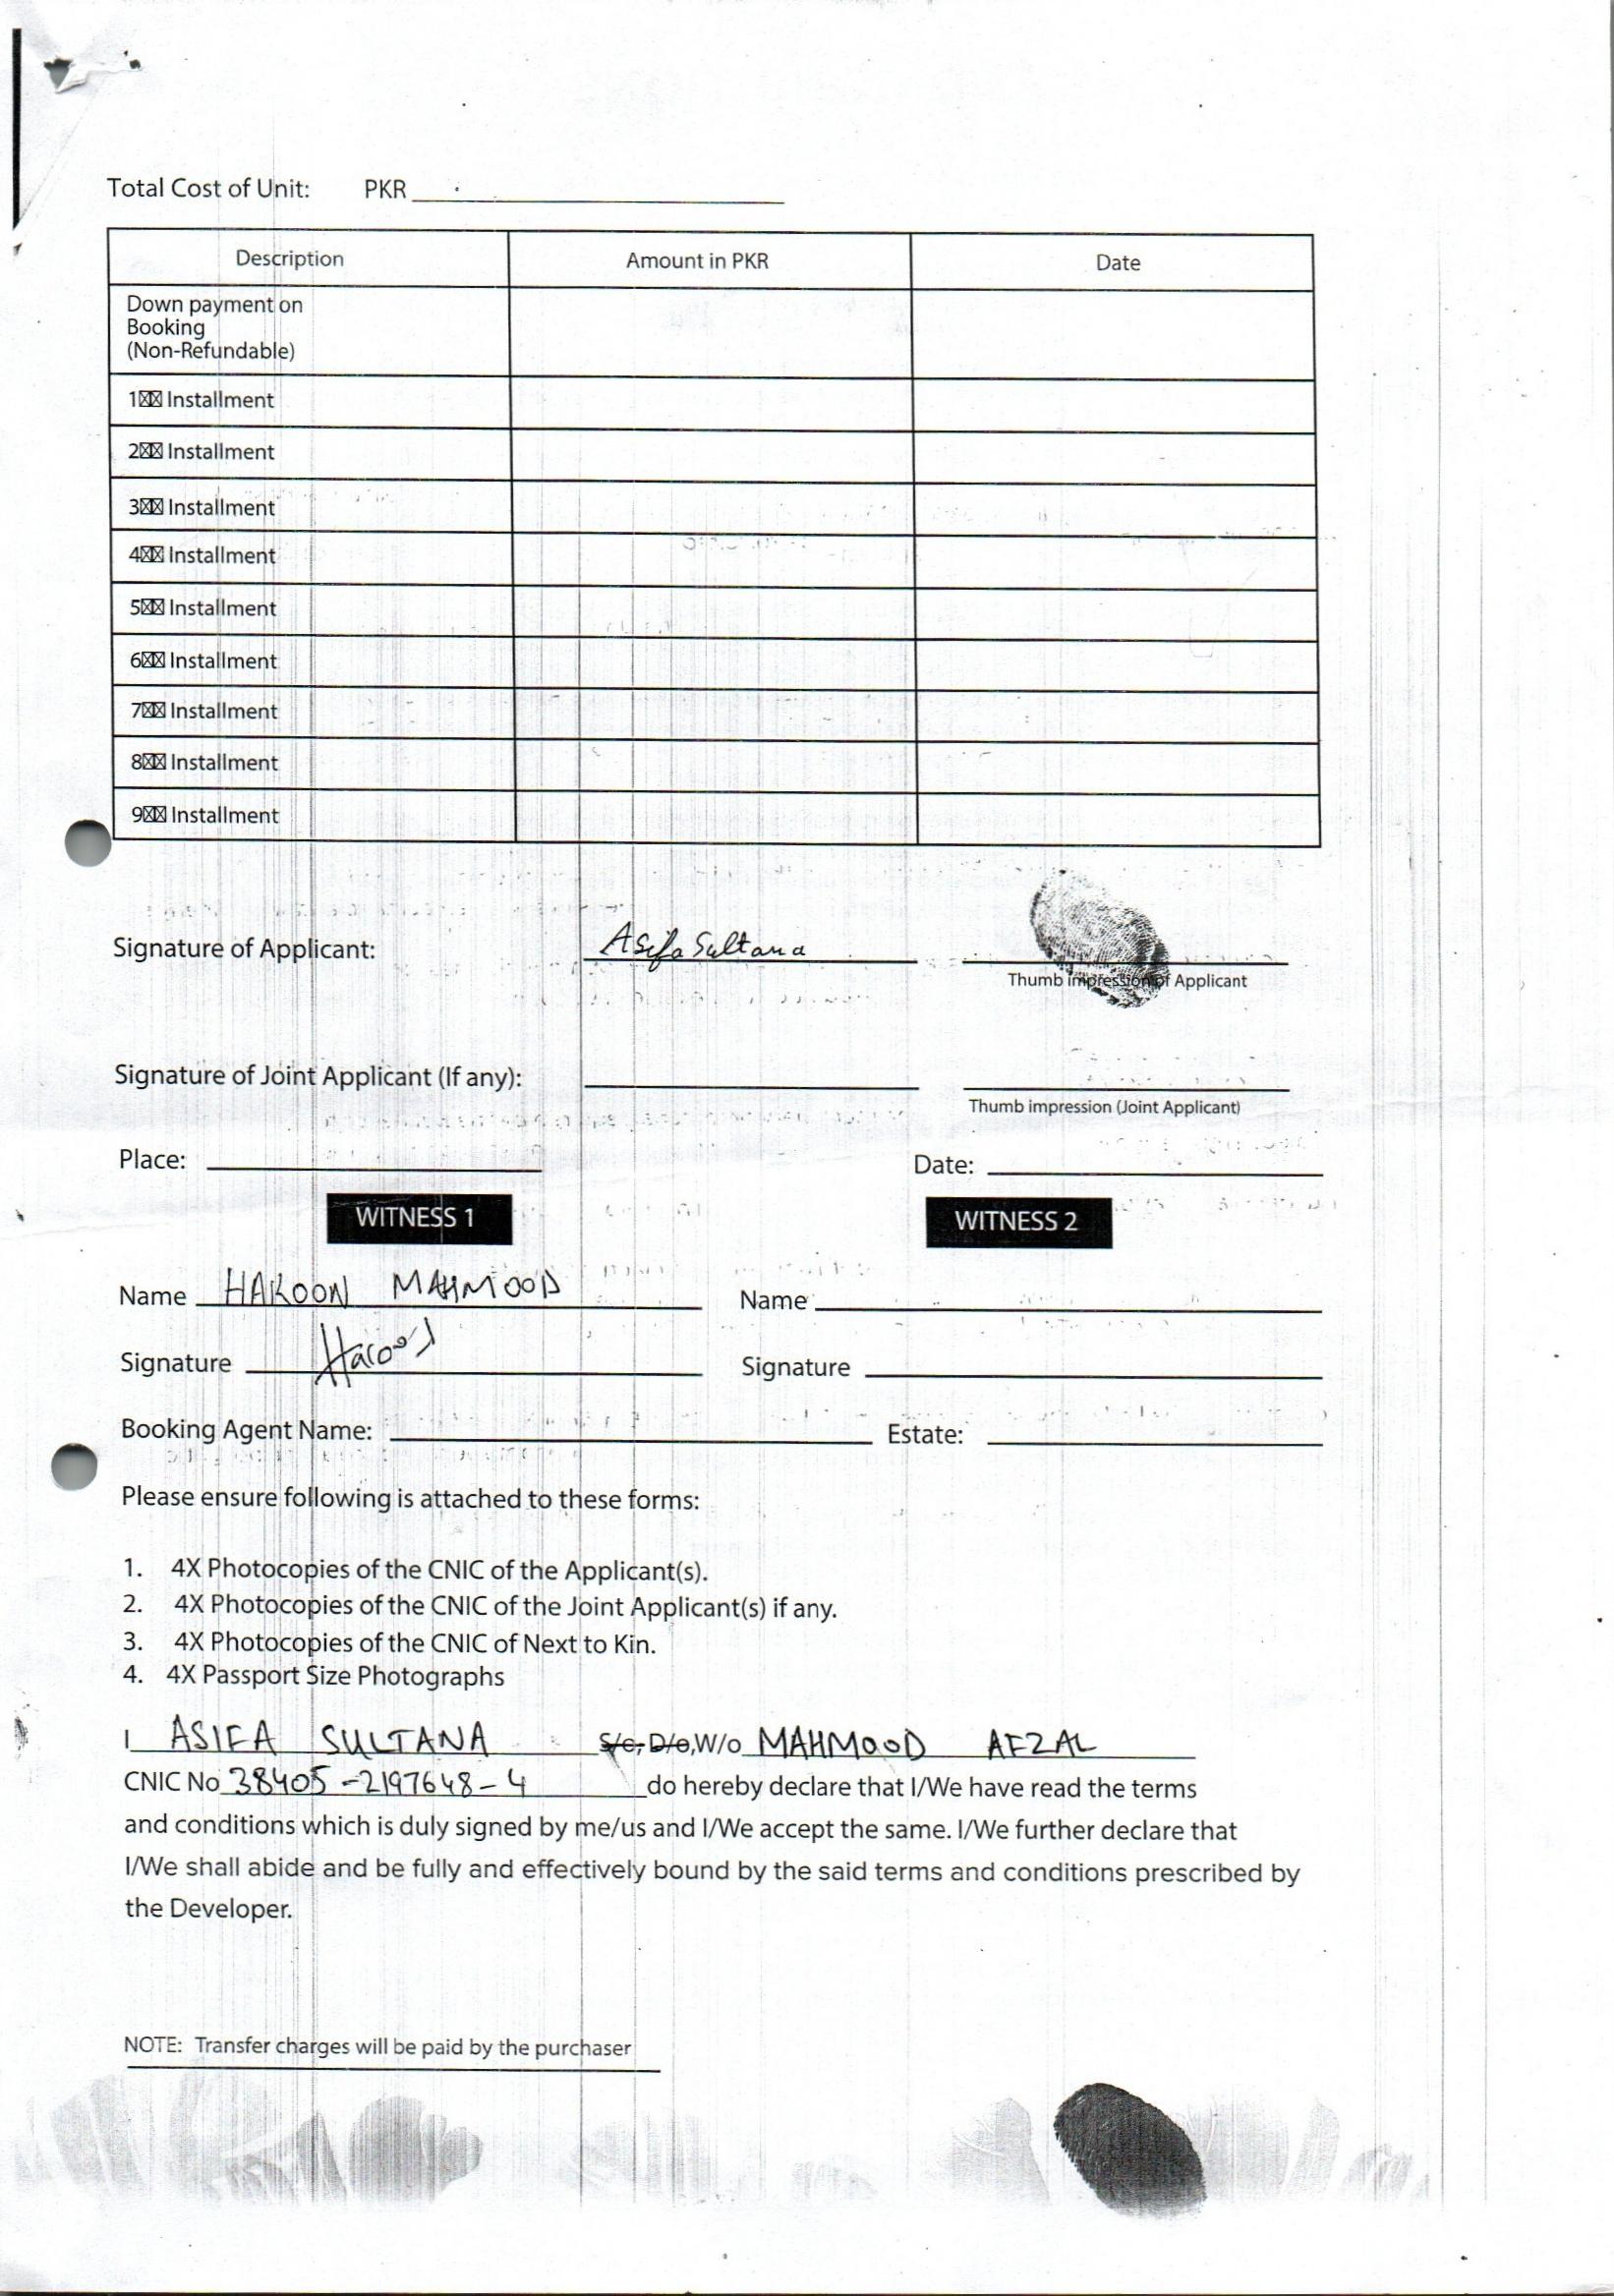 Total Cost of Unit: PKR
Description Amount in PKR Date
Down payment on
Booking
(Non-Refundable)
1☒☒ Installment
2☒☒ Installment
3☒☒ Installment
4☒☒ Installment
5☒☒ Installment
6☒☒ Installment
7☒☒ Installment
8☒☒ Installment
9☒☒ Installment
Signature of Applicant: Asifa Sultana
Thumb impression of Applicant
Signature of Joint Applicant (If any):
Thumb impression (Joint Applicant)
Place: Date:
WITNESS 1 WITNESS 2
Name HAROON MAHMOOD Name
Signature Haroon Signature
Booking Agent Name: Estate:
Please ensure following is attached to these forms:
1. 4X Photocopies of the CNIC of the Applicant(s).
2. 4X Photocopies of the CNIC of the Joint Applicant(s) if any.
3. 4X Photocopies of the CNIC of Next to Kin.
4. 4X Passport Size Photographs
I ASIFA SULTANA S/o, D/o, W/o MAHMOOD AFZAL
CNIC No 38405-2197648-4 do hereby declare that I/We have read the terms
and conditions which is duly signed by me/us and I/We accept the same. I/We further declare that
I/We shall abide and be fully and effectively bound by the said terms and conditions prescribed by
the Developer.
NOTE: Transfer charges will be paid by the purchaser